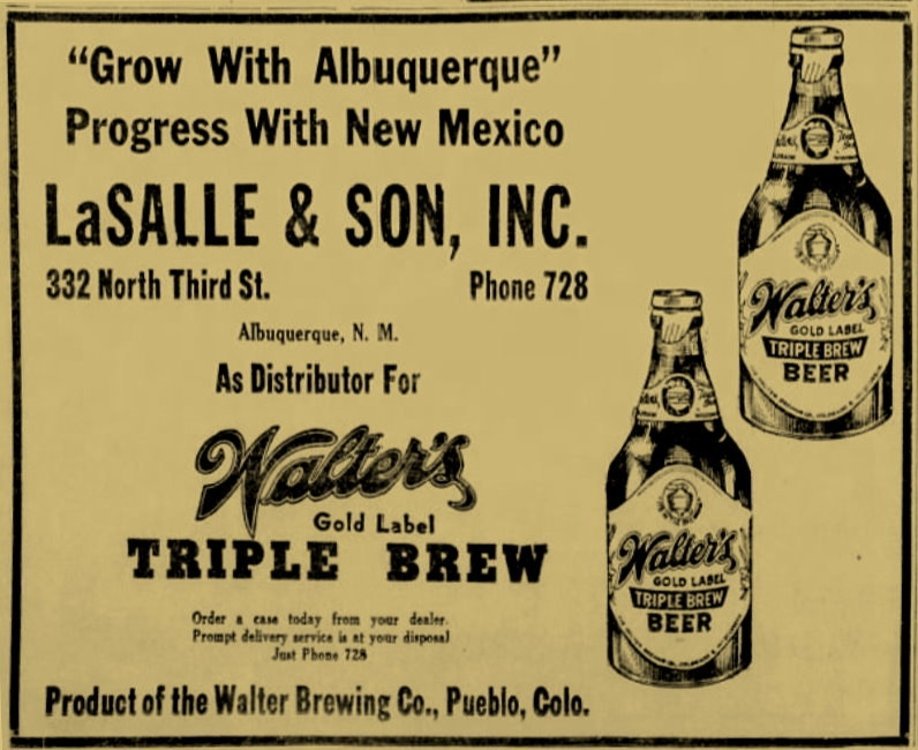 “Grow With Albuquerque”
Progress With New Mexico
LaSALLE & SON, INC.
332 North Third St. Phone 728
Albuquerque, N. M.
As Distributor For
Walter's
Gold Label
TRIPLE BREW
Order a case today from your dealer.
Prompt delivery service is at your disposal
Just Phone 728
Product of the Walter Brewing Co., Pueblo, Colo.
Walter's
GOLD LABEL
TRIPLE BREW
BEER
Walter's
GOLD LABEL
TRIPLE BREW
BEER